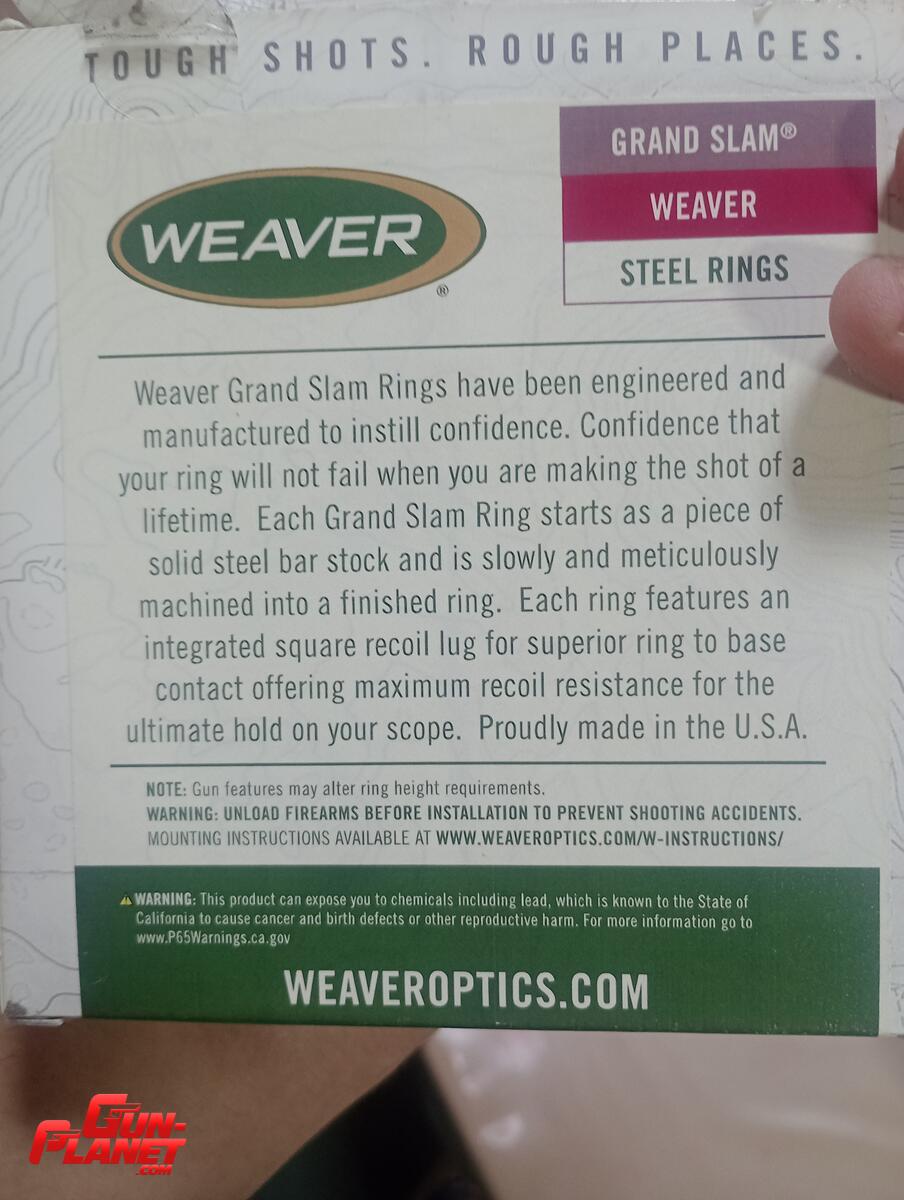 TOUGH SHOTS. ROUGH PLACES.
GRAND SLAM®
WEAVER
STEEL RINGS
WEAVER
®
Weaver Grand Slam Rings have been engineered and
manufactured to instill confidence. Confidence that
your ring will not fail when you are making the shot of a
lifetime. Each Grand Slam Ring starts as a piece of
solid steel bar stock and is slowly and meticulously
machined into a finished ring. Each ring features an
integrated square recoil lug for superior ring to base
contact offering maximum recoil resistance for the
ultimate hold on your scope. Proudly made in the U.S.A.
NOTE: Gun features may alter ring height requirements.
WARNING: UNLOAD FIREARMS BEFORE INSTALLATION TO PREVENT SHOOTING ACCIDENTS.
MOUNTING INSTRUCTIONS AVAILABLE AT WWW.WEAVEROPTICS.COM/W-INSTRUCTIONS/
⚠WARNING: This product can expose you to chemicals including lead, which is known to the State of
California to cause cancer and birth defects or other reproductive harm. For more information go to
www.P65Warnings.ca.gov
WEAVEROPTICS.COM
GUN-
PLANET
.COM